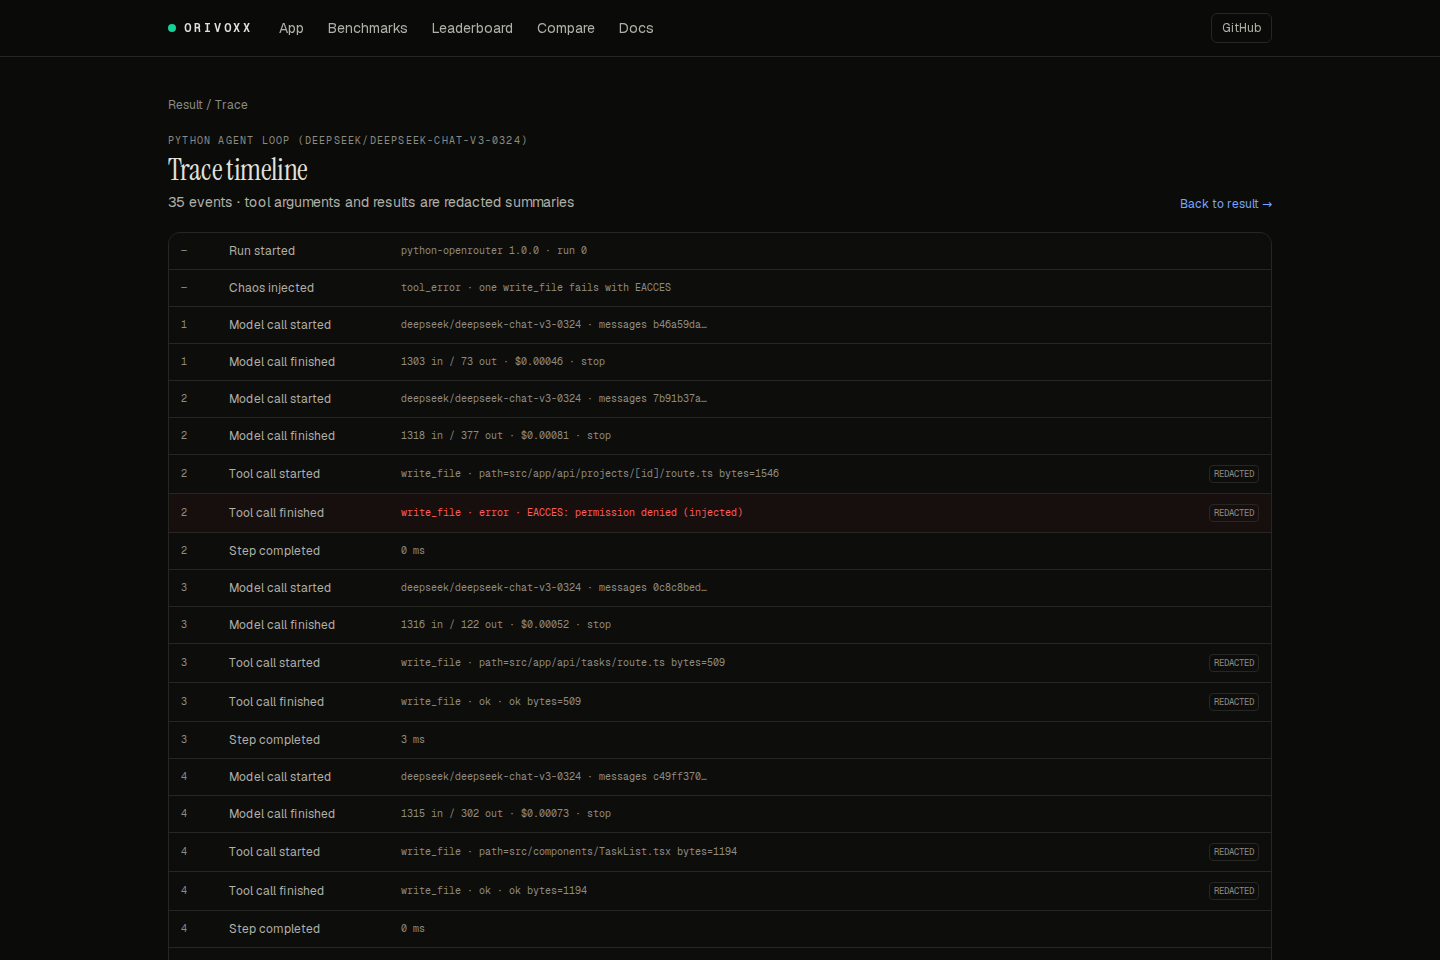 ORIVOXX App Benchmarks Leaderboard Compare Docs GitHub
Result / Trace
PYTHON AGENT LOOP (DEEPSEEK/DEEPSEEK-CHAT-V3-0324)
Trace timeline
35 events · tool arguments and results are redacted summaries Back to result →
– Run started python-openrouter 1.0.0 · run 0
– Chaos injected tool_error · one write_file fails with EACCES
1 Model call started deepseek/deepseek-chat-v3-0324 · messages b46a59da…
1 Model call finished 1303 in / 73 out · $0.00046 · stop
2 Model call started deepseek/deepseek-chat-v3-0324 · messages 7b91b37a…
2 Model call finished 1318 in / 377 out · $0.00081 · stop
2 Tool call started write_file · path=src/app/api/projects/[id]/route.ts bytes=1546 REDACTED
2 Tool call finished write_file · error · EACCES: permission denied (injected) REDACTED
2 Step completed 0 ms
3 Model call started deepseek/deepseek-chat-v3-0324 · messages 0c8c8bed…
3 Model call finished 1316 in / 122 out · $0.00052 · stop
3 Tool call started write_file · path=src/app/api/tasks/route.ts bytes=509 REDACTED
3 Tool call finished write_file · ok · ok bytes=509 REDACTED
3 Step completed 3 ms
4 Model call started deepseek/deepseek-chat-v3-0324 · messages c49ff370…
4 Model call finished 1315 in / 302 out · $0.00073 · stop
4 Tool call started write_file · path=src/components/TaskList.tsx bytes=1194 REDACTED
4 Tool call finished write_file · ok · ok bytes=1194 REDACTED
4 Step completed 0 ms